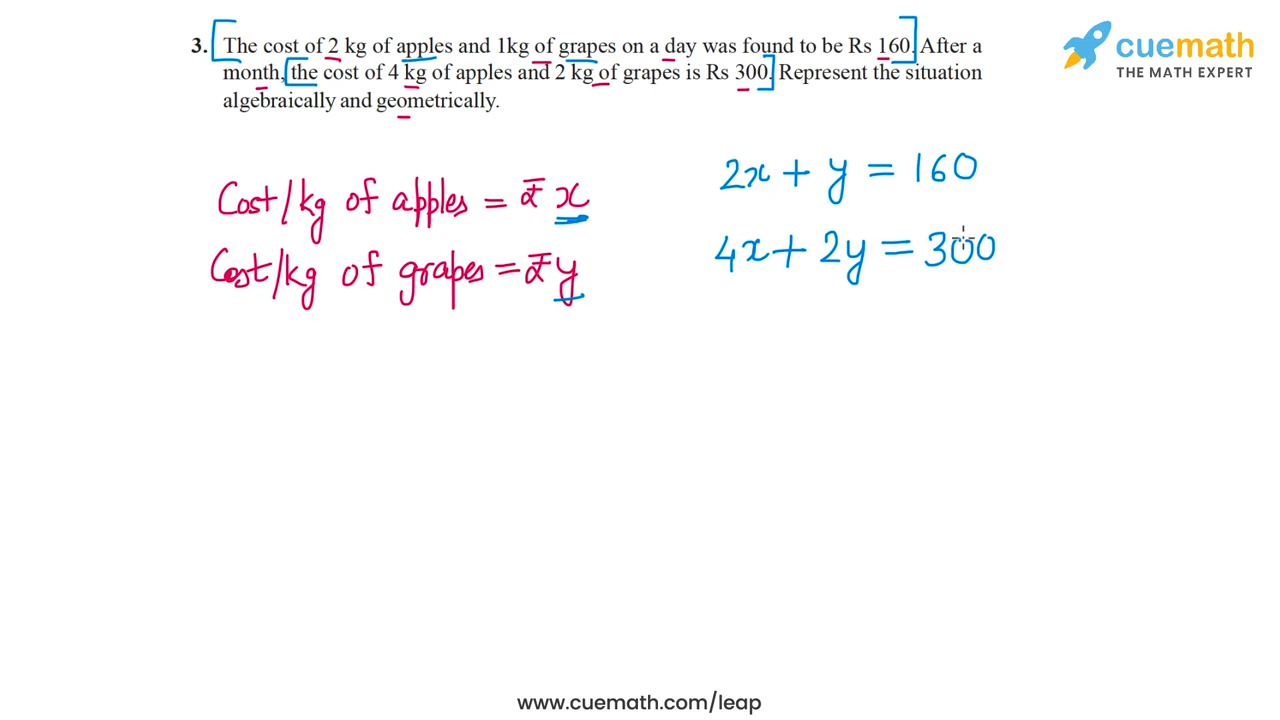 3. The cost of 2 kg of apples and 1kg of grapes on a day was found to be Rs 160. After a
month, the cost of 4 kg of apples and 2 kg of grapes is Rs 300. Represent the situation
algebraically and geometrically.
cuemath
THE MATH EXPERT
Cost/kg of apples = ₹ x
Cost/kg of grapes = ₹ y
2x + y = 160
4x + 2y = 300
www.cuemath.com/leap